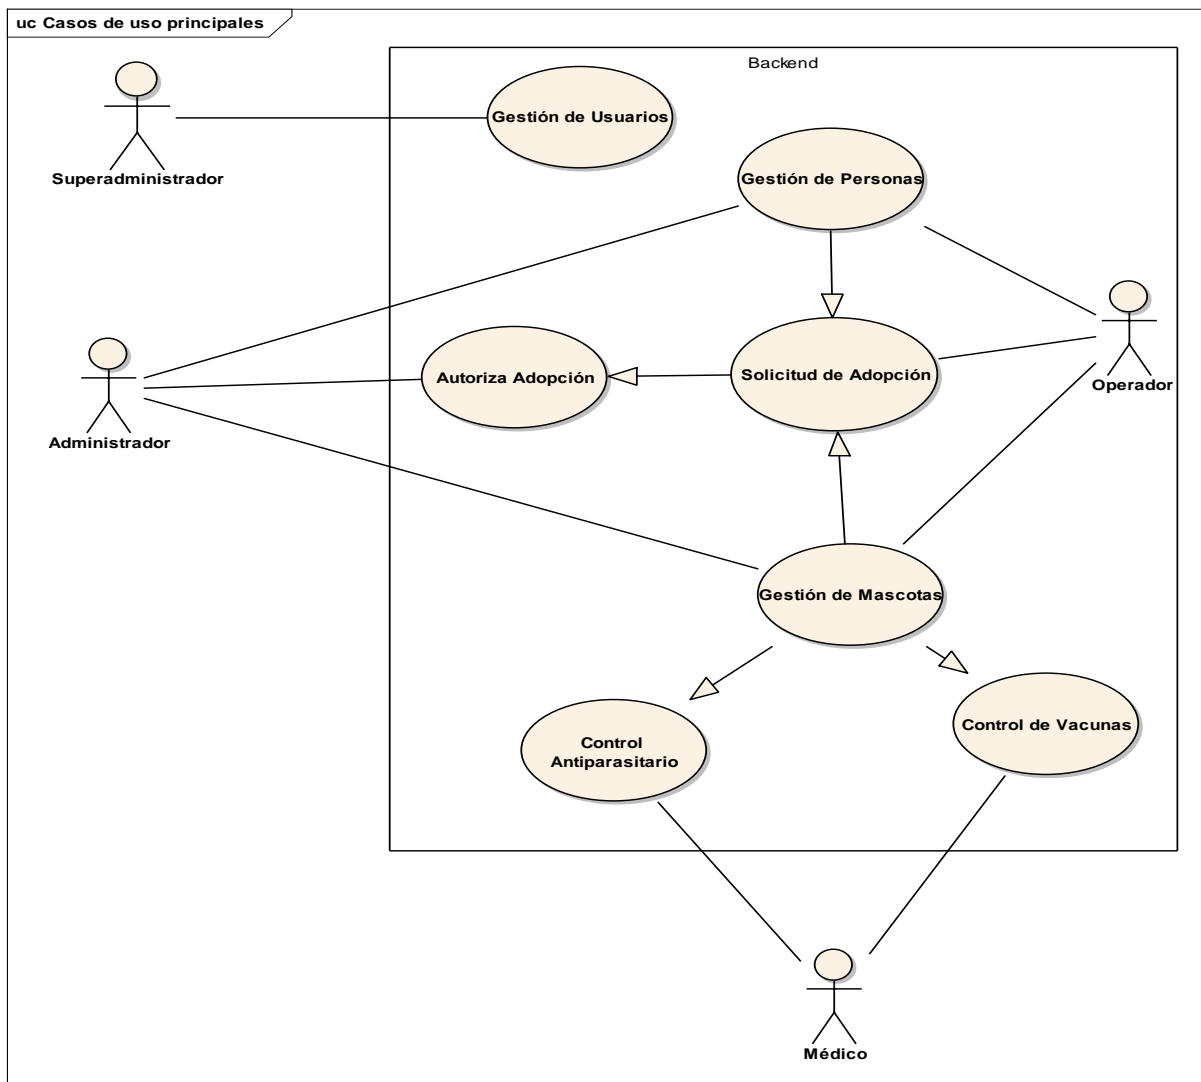 uc Casos de uso principales
Backend
Gestión de Usuarios
Superadministrador
Gestión de Personas
Autoriza Adopción
Solicitud de Adopción
Operador
Administrador
Gestión de Mascotas
Control
Antiparasitario
Control de Vacunas
Médico